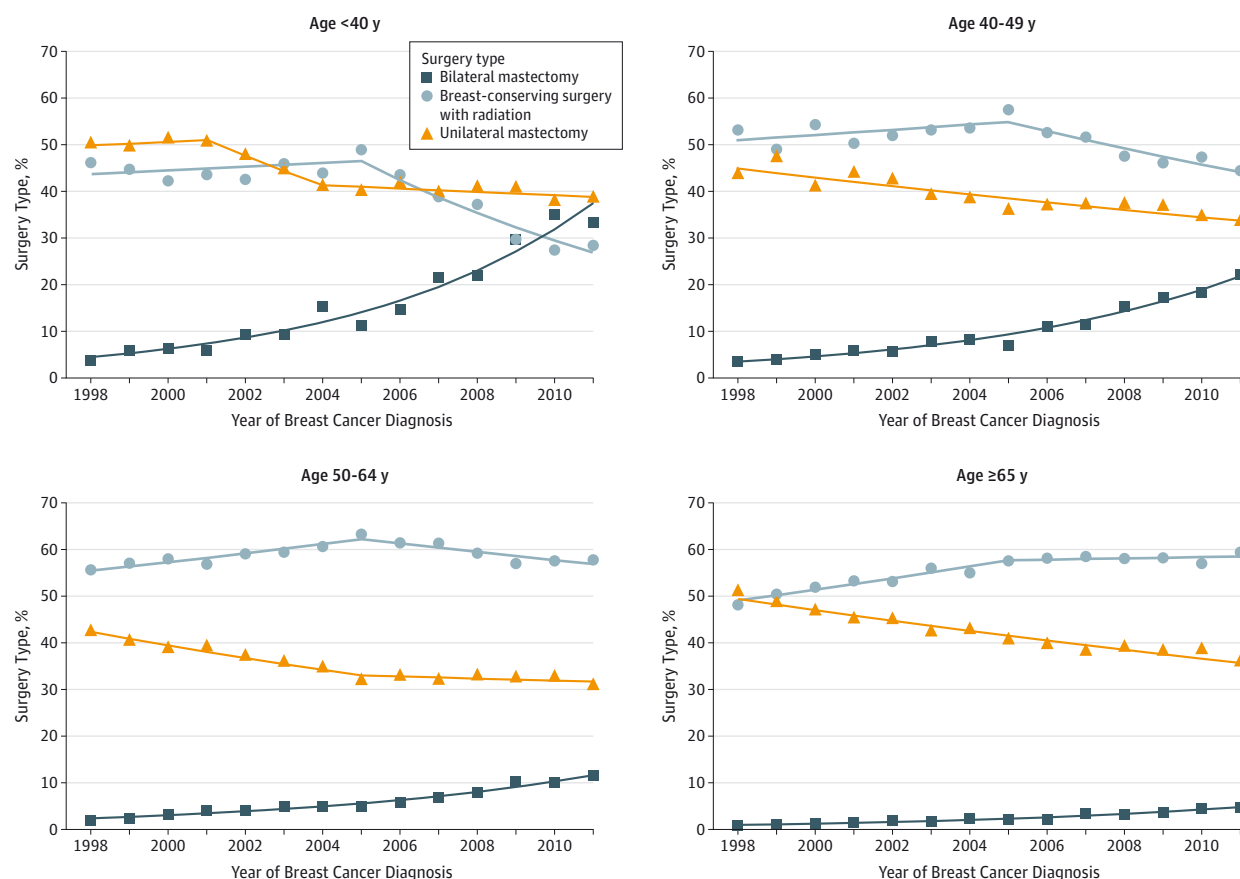 Age <40 y
70
60
50
40
30
20
10
0
Surgery Type, %
Surgery type
Bilateral mastectomy
Breast-conserving surgery
with radiation
Unilateral mastectomy
1998 2000 2002 2004 2006 2008 2010
Year of Breast Cancer Diagnosis
Age 40-49 y
70
60
50
40
30
20
10
0
Surgery Type, %
1998 2000 2002 2004 2006 2008 2010
Year of Breast Cancer Diagnosis
Age 50-64 y
70
60
50
40
30
20
10
0
Surgery Type, %
1998 2000 2002 2004 2006 2008 2010
Year of Breast Cancer Diagnosis
Age ≥65 y
70
60
50
40
30
20
10
0
Surgery Type, %
1998 2000 2002 2004 2006 2008 2010
Year of Breast Cancer Diagnosis